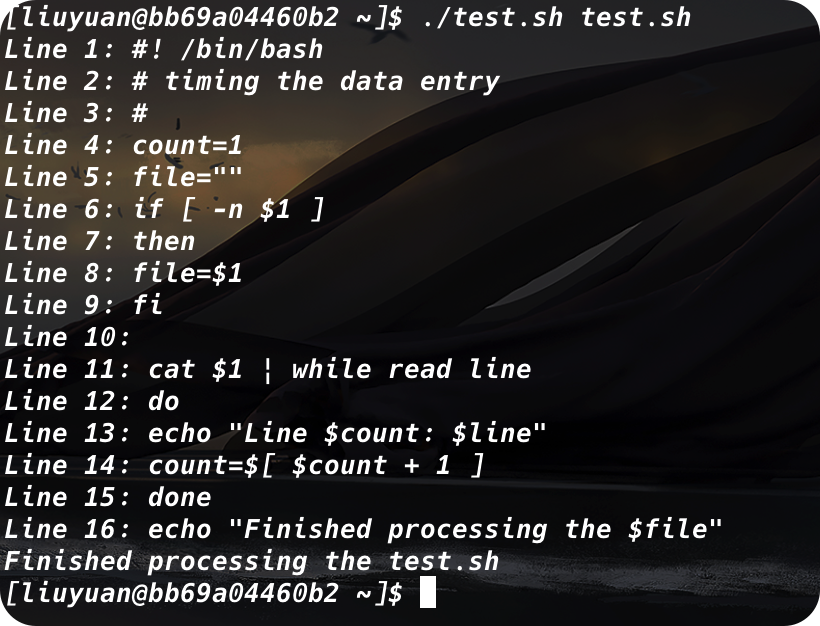 [liuyuan@bb69a04460b2 ~]$ ./test.sh test.sh
Line 1: #! /bin/bash
Line 2: # timing the data entry
Line 3: #
Line 4: count=1
Line 5: file=""
Line 6: if [ -n $1 ]
Line 7: then
Line 8: file=$1
Line 9: fi
Line 10:
Line 11: cat $1 | while read line
Line 12: do
Line 13: echo "Line $count: $line"
Line 14: count=$[ $count + 1 ]
Line 15: done
Line 16: echo "Finished processing the $file"
Finished processing the test.sh
[liuyuan@bb69a04460b2 ~]$